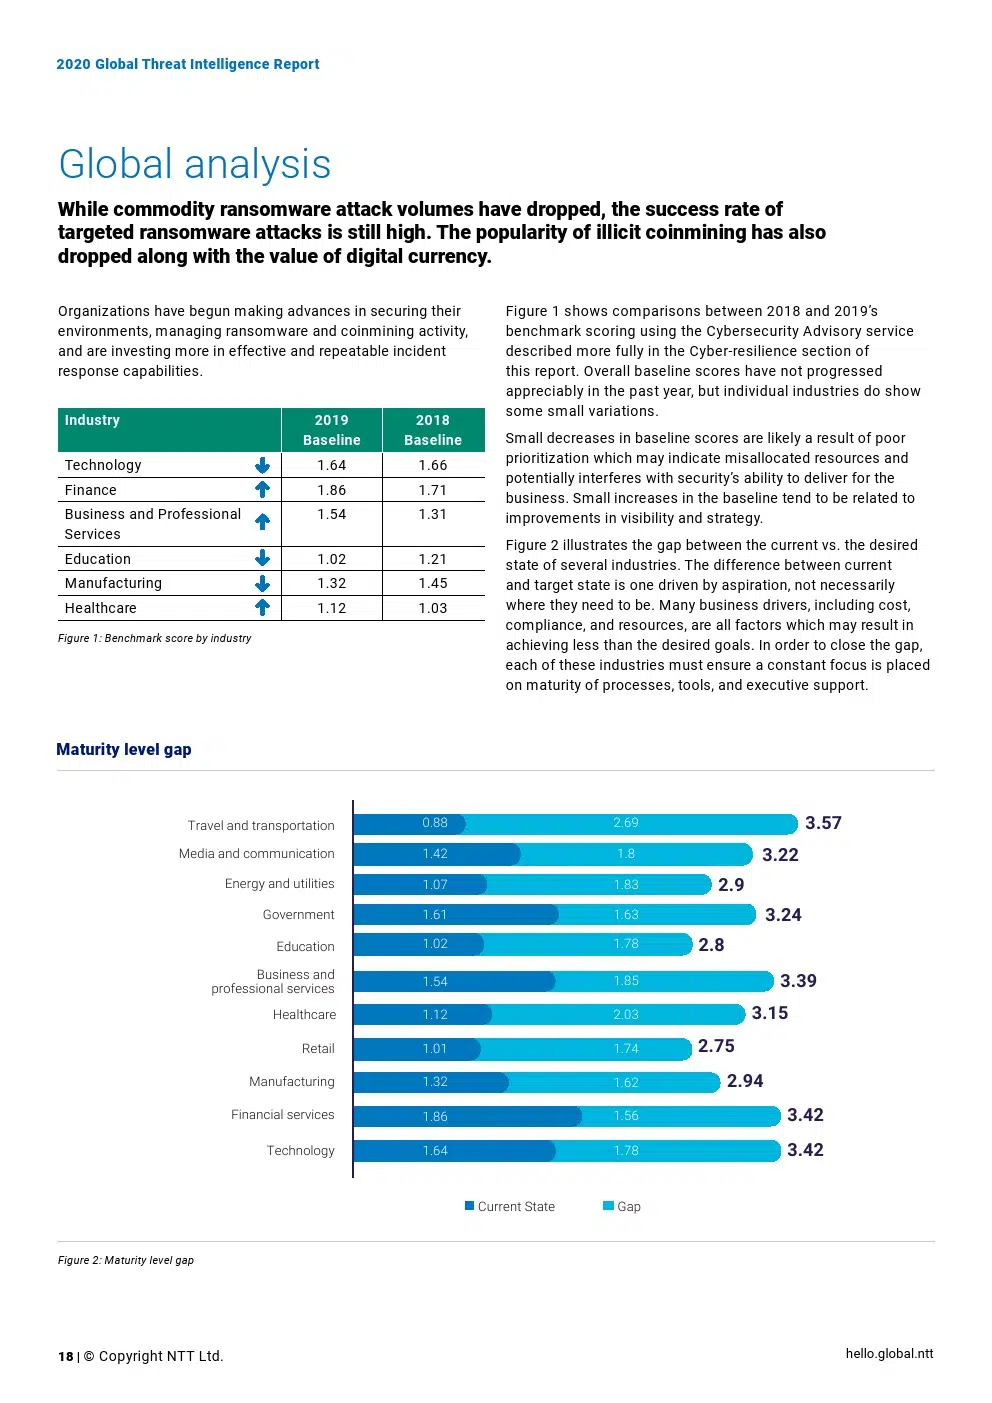 2020 Global Threat Intelligence Report
Global analysis
While commodity ransomware attack volumes have dropped, the success rate of
targeted ransomware attacks is still high. The popularity of illicit coinmining has also
dropped along with the value of digital currency.
Organizations have begun making advances in securing their
environments, managing ransomware and coinmining activity,
and are investing more in effective and repeatable incident
response capabilities.
Industry 2019 Baseline 2018 Baseline
Technology 1.64 1.66
Finance 1.86 1.71
Business and Professional Services 1.54 1.31
Education 1.02 1.21
Manufacturing 1.32 1.45
Healthcare 1.12 1.03
Figure 1: Benchmark score by industry
Figure 1 shows comparisons between 2018 and 2019’s
benchmark scoring using the Cybersecurity Advisory service
described more fully in the Cyber-resilience section of
this report. Overall baseline scores have not progressed
appreciably in the past year, but individual industries do show
some small variations.
Small decreases in baseline scores are likely a result of poor
prioritization which may indicate misallocated resources and
potentially interferes with security’s ability to deliver for the
business. Small increases in the baseline tend to be related to
improvements in visibility and strategy.
Figure 2 illustrates the gap between the current vs. the desired
state of several industries. The difference between current
and target state is one driven by aspiration, not necessarily
where they need to be. Many business drivers, including cost,
compliance, and resources, are all factors which may result in
achieving less than the desired goals. In order to close the gap,
each of these industries must ensure a constant focus is placed
on maturity of processes, tools, and executive support.
Maturity level gap
Travel and transportation 0.88 2.69 3.57
Media and communication 1.42 1.8 3.22
Energy and utilities 1.07 1.83 2.9
Government 1.61 1.63 3.24
Education 1.02 1.78 2.8
Business and
professional services 1.54 1.85 3.39
Healthcare 1.12 2.03 3.15
Retail 1.01 1.74 2.75
Manufacturing 1.32 1.62 2.94
Financial services 1.86 1.56 3.42
Technology 1.64 1.78 3.42
Current State Gap
Figure 2: Maturity level gap
18 | © Copyright NTT Ltd.
hello.global.ntt